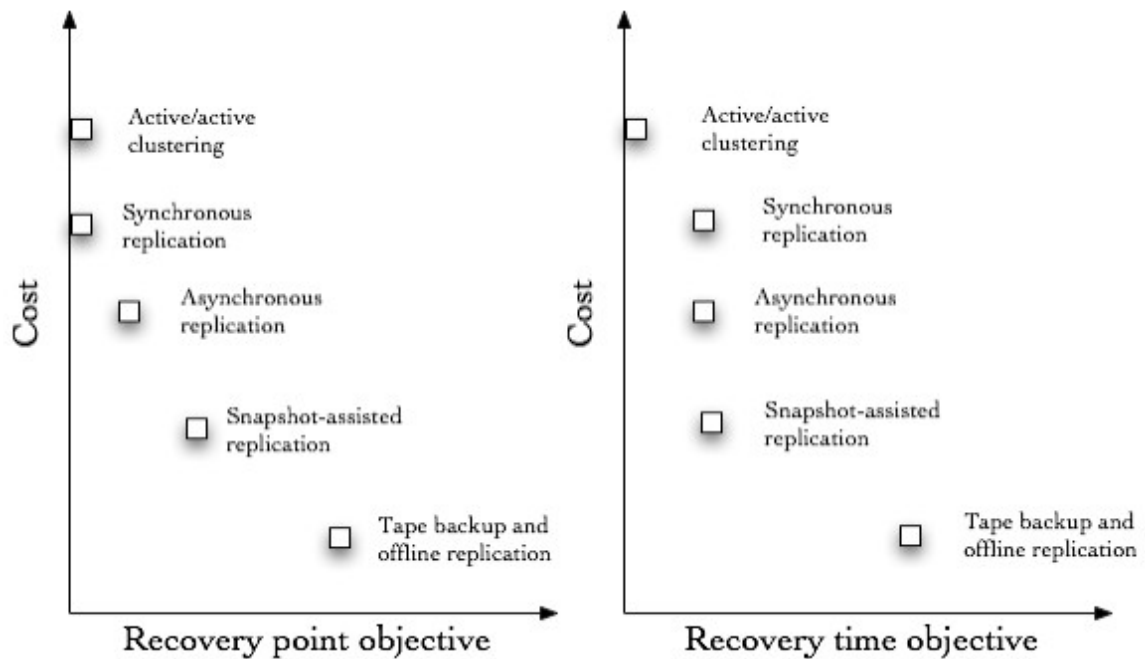 Active/active
clustering
Synchronous
replication
Asynchronous
replication
Snapshot-assisted
replication
Tape backup and
offline replication
Cost
Recovery point objective
Active/active
clustering
Synchronous
replication
Asynchronous
replication
Snapshot-assisted
replication
Tape backup and
offline replication
Cost
Recovery time objective